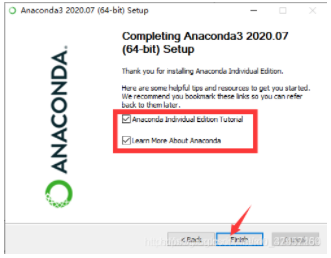 Anaconda3 2020.07 (64-bit) Setup
Completing Anaconda3 2020.07
(64-bit) Setup
Thank you for installing Anaconda Individual Edition.
Here are some helpful tips and resources to get you started.
We recommend you bookmark these links so you can refer
back to them later.
Anaconda Individual Edition Tutorial
Learn More About Anaconda
ANACONDA.
< Back
Finish